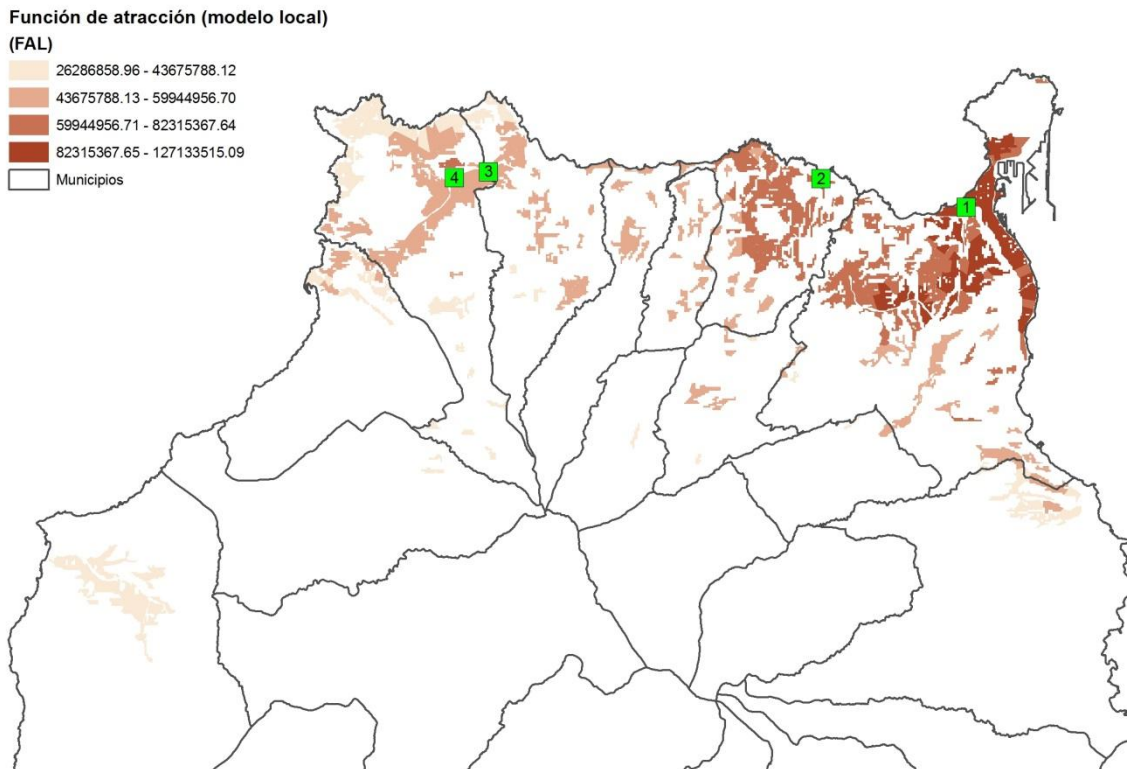 Función de atracción (modelo local)
(FAL)
26286858.96 - 43675788.12
43675788.13 - 59944956.70
59944956.71 - 82315367.64
82315367.65 - 127133515.09
Municipios
4
3
2
1